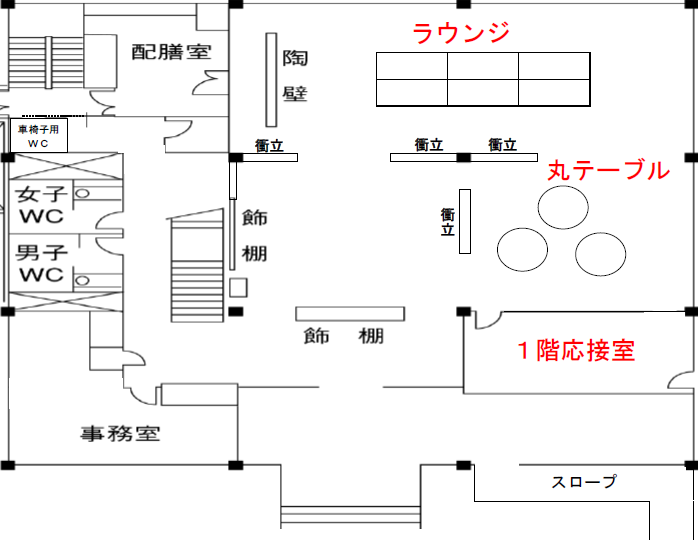 ラウンジ
配膳室
陶壁
車椅子用
ＷＣ
衝立
衝立
衝立
丸テーブル
女子
WC
飾棚
衝立
男子
WC
飾棚
１階応接室
事務室
スロープ